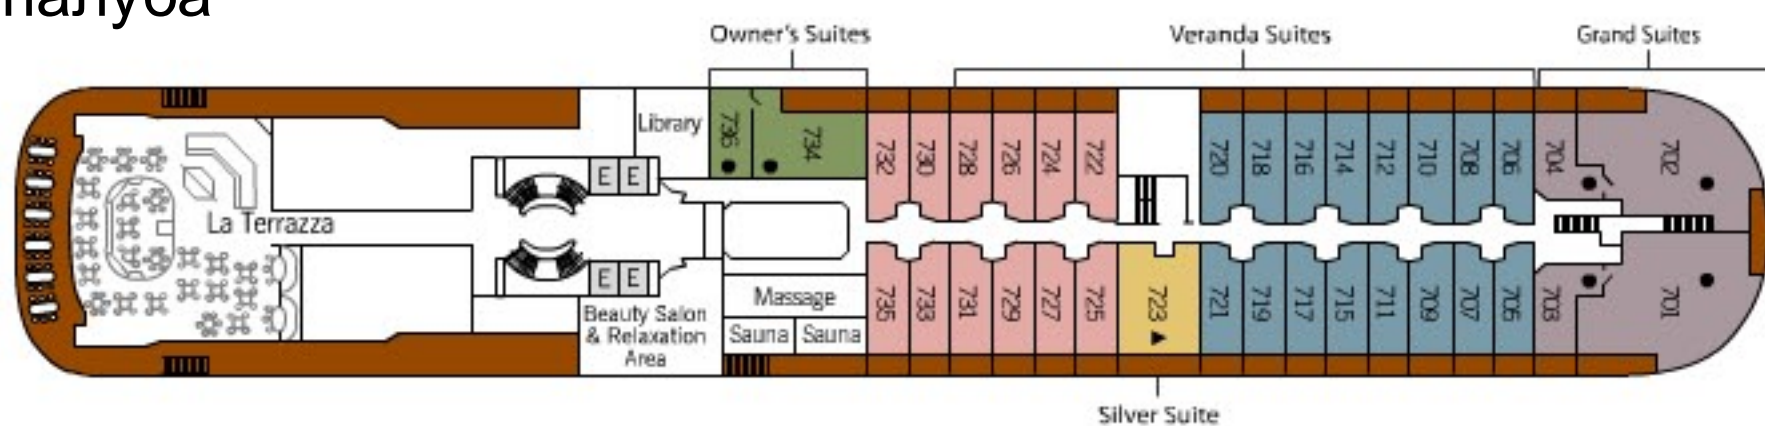 палуба
Owner's Suites
Veranda Suites
Grand Suites
Library
736
734
732
730
728
726
724
722
720
718
716
714
712
710
708
706
704
702
E E
La Terrazza
E E
Beauty Salon
& Relaxation
Area
Massage
Sauna
Sauna
735
733
731
729
727
725
723
721
719
717
715
711
709
707
705
703
701
Silver Suite